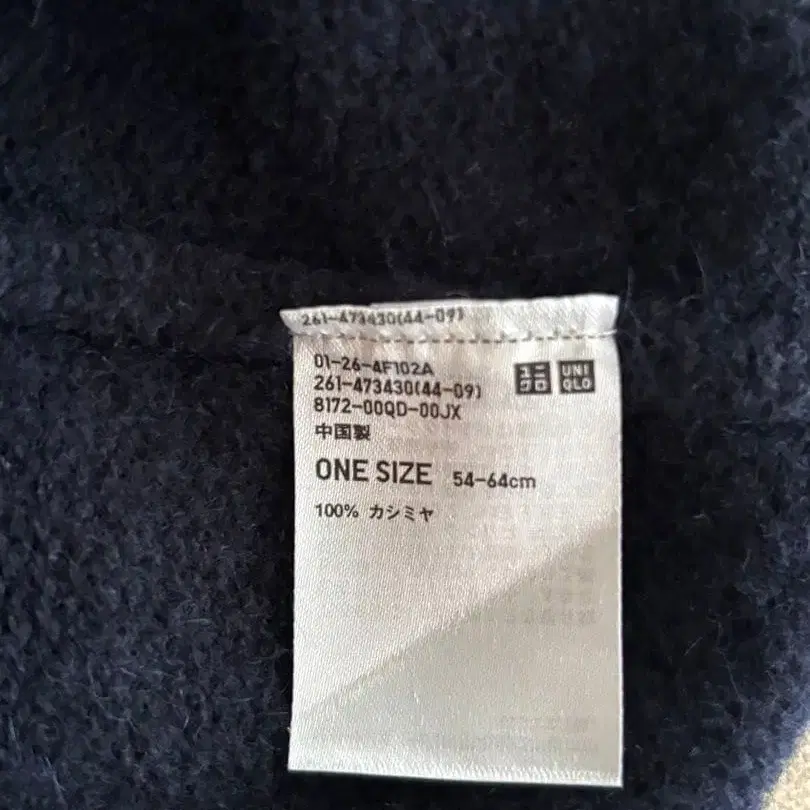 261-473430(44-09)
01-26-4F102A
261-473430(44-09)
8172-00QD-00JX
ユニクロ UNIQLO
中国製
ONE SIZE 54-64cm
100% カシミヤ